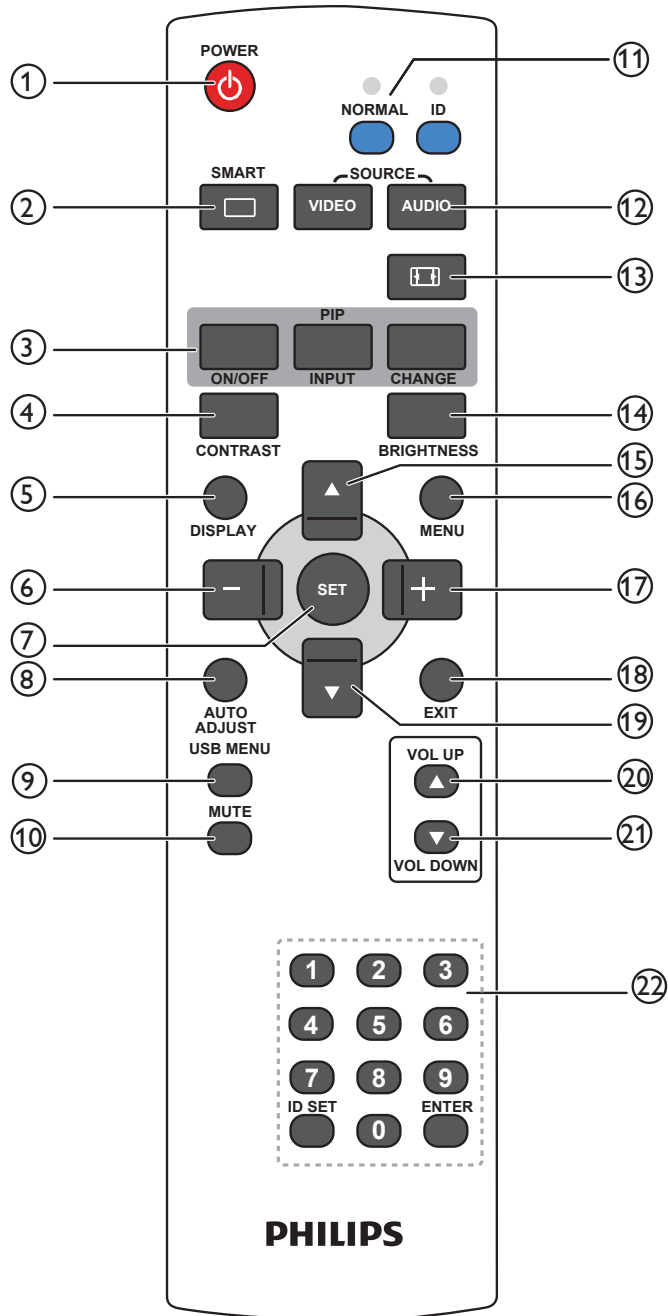 POWER
①
⑪
NORMAL ID
SMART
SOURCE
②
VIDEO AUDIO
⑫
⑬
PIP
③
ON/OFF INPUT CHANGE
④
⑭
CONTRAST BRIGHTNESS
⑮
⑤
⑯
DISPLAY MENU
⑥
− SET +
⑰
⑦
⑧
⑱
AUTO
ADJUST
EXIT
⑲
USB MENU
VOL UP
⑨
⑳
MUTE
⑩
㉑
VOL DOWN
1 2 3
㉒
4 5 6
7 8 9
ID SET ENTER
0
PHILIPS